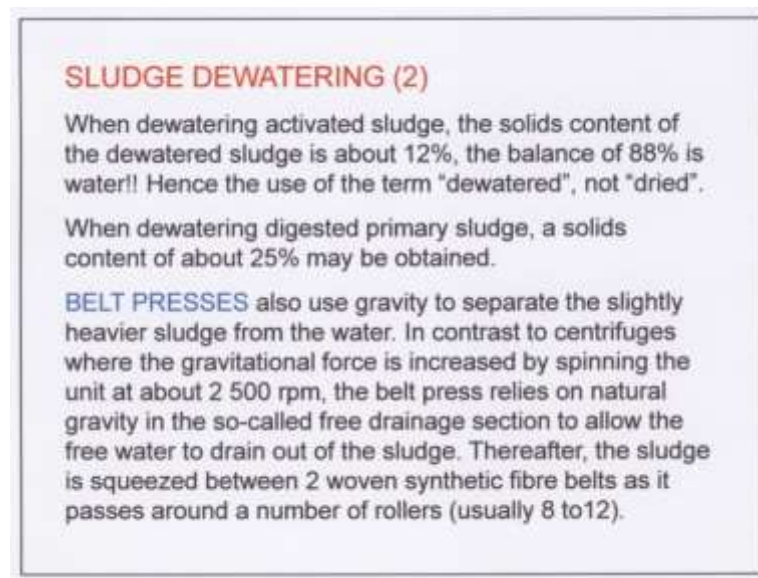 SLUDGE DEWATERING (2)
When dewatering activated sludge, the solids content of
the dewatered sludge is about 12%, the balance of 88% is
water!! Hence the use of the term “dewatered”, not “dried”.
When dewatering digested primary sludge, a solids
content of about 25% may be obtained.
BELT PRESSES also use gravity to separate the slightly
heavier sludge from the water. In contrast to centrifuges
where the gravitational force is increased by spinning the
unit at about 2 500 rpm, the belt press relies on natural
gravity in the so-called free drainage section to allow the
free water to drain out of the sludge. Thereafter, the sludge
is squeezed between 2 woven synthetic fibre belts as it
passes around a number of rollers (usually 8 to12).